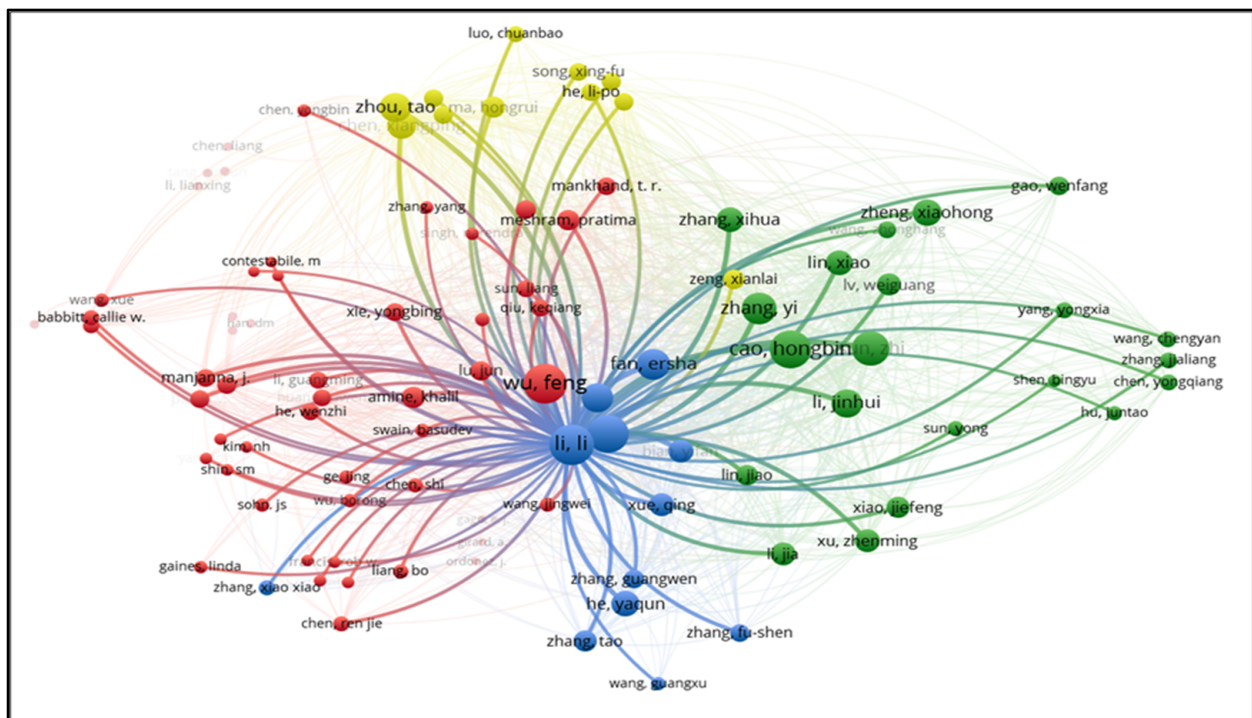 luo, chuanbao
song, xing-fu
he, li-po
zhou, tao
ma, hongrui
chen, xiangping
chen, yongbin
chen, liang
li, lianxing
mankhand, t. r.
gao, wenfang
zhang, yang
meshram, pratima
zhang, xihua
zheng, xiaohong
singh,
wang, zhonghang
contestabile. m
lin, xiao
sun, liang
zeng, xianlai
lv, weiguang
wang, xue
qiu, keqiang
zhang, yi
yang, yongxia
babbitt, callie w.
xie, yongbing
wang, chengyan
cao, hongbin
zhi
zhang, jialiang
fan, ersha
manjanna, j.
li, guangming
lu, jun
wu, feng
shen, bingyu
chen, yongqiang
amine, khalil
li, jinhui
he, wenzhi
hu, juntao
swain, basudev
sun, yong
kim, nh
li, li
shin, sm
ge, jing
chen, shi
lin, jiao
sohn, js
wu, borong
wang, jingwei
xue, qing
xiao, jiefeng
xu, zhenming
li, jia
gaines, linda
liang, bo
zhang, xiao xiao
zhang, guangwen
he, yaqun
chen, ren jie
zhang, tao
zhang, fu-shen
wang, guangxu